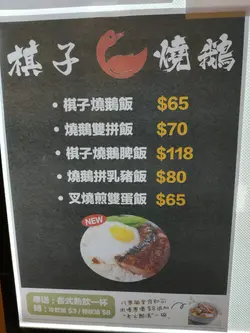 棋子 燒鵝
• 棋子燒鵝飯 $65
• 燒鵝雙拼飯 $70
• 棋子燒鵝脾飯 $118
• 燒鵝拼乳豬飯 $80
• 叉燒煎雙蛋飯 $65
NEW